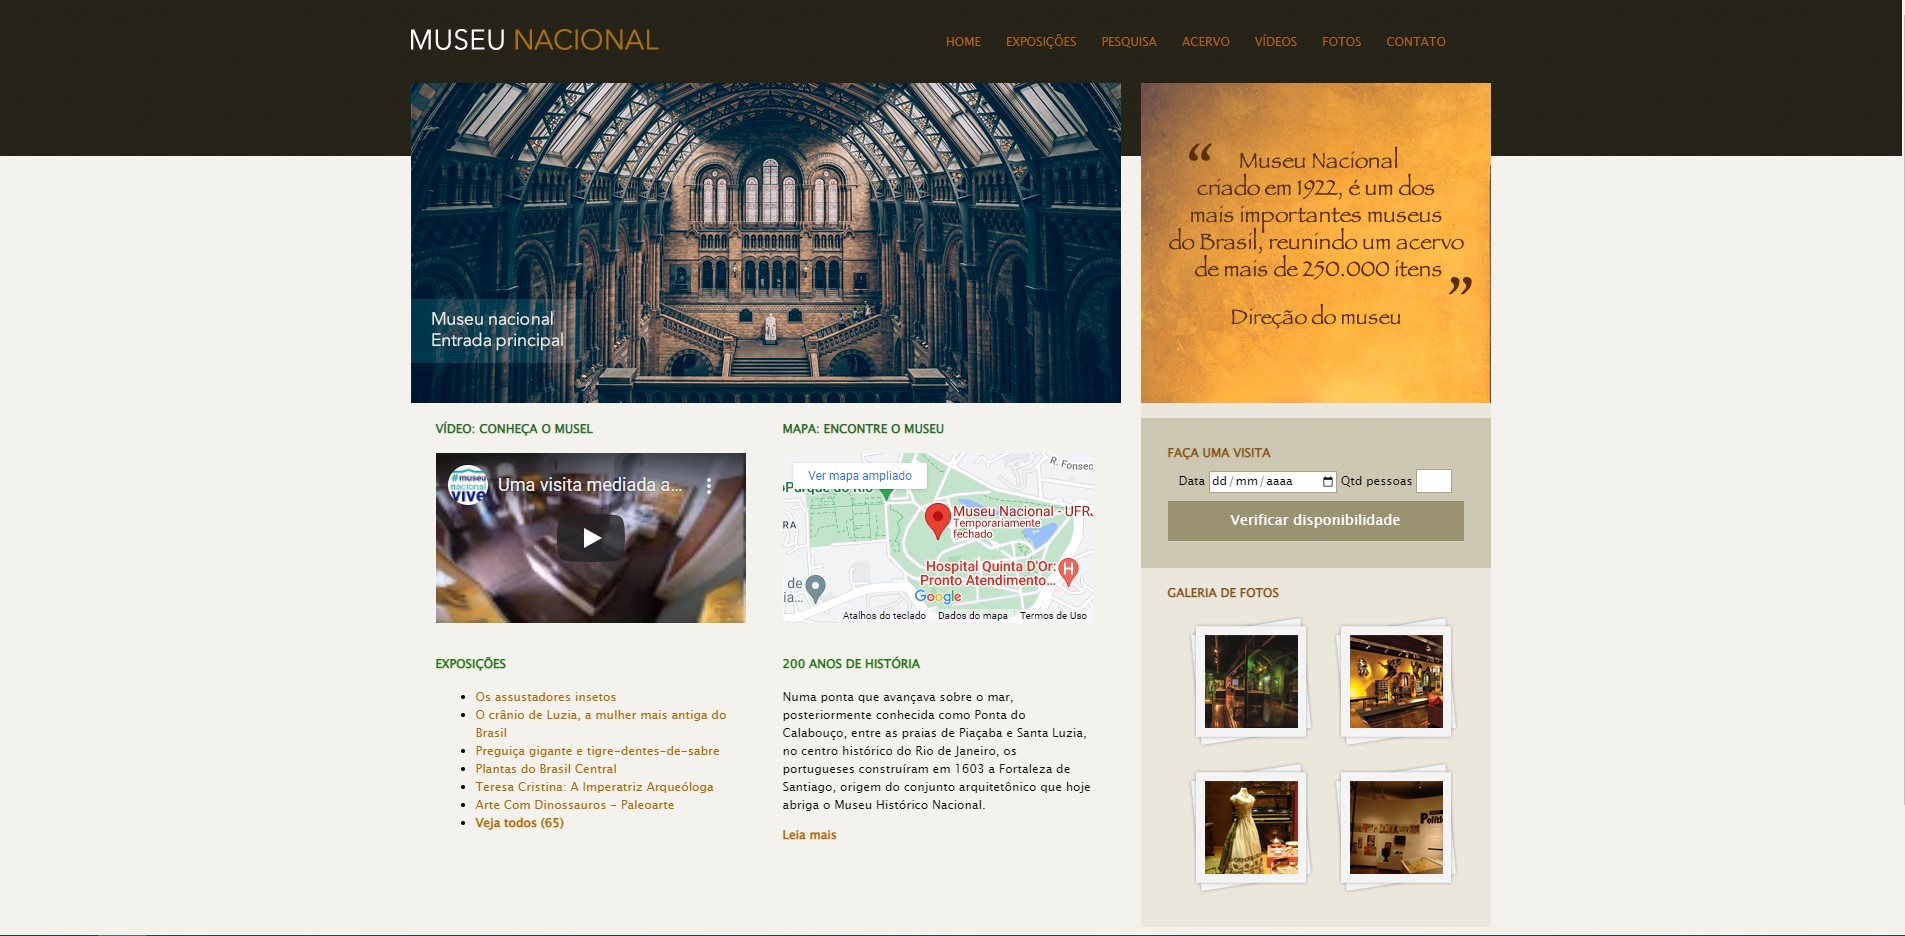 MUSEU NACIONAL
HOME EXPOSIÇÕES PESQUISA ACERVO VÍDEOS FOTOS CONTATO
Museu nacional
Entrada principal
“ Museu Nacional
criado em 1922, é um dos
mais importantes museus
do Brasil, reunindo um acervo
de mais de 250.000 itens ”
Direção do museu
VÍDEO: CONHEÇA O MUSEL
#museu
nacional
vive
Uma visita mediada a...
MAPA: ENCONTRE O MUSEU
Ver mapa ampliado
R. Fonsec
Parque do Rio
RA
Museu Nacional - UFRJ
Temporariamente
fechado
Hospital Quinta D'Or:
Pronto Atendimento...
H
de
ia...
Google
Atalhos do teclado Dados do mapa Termos de Uso
FAÇA UMA VISITA
Data dd/mm/aaaa Qtd pessoas
Verificar disponibilidade
EXPOSIÇÕES
Os assustadores insetos
O crânio de Luzia, a mulher mais antiga do
Brasil
Preguiça gigante e tigre-dentes-de-sabre
Plantas do Brasil Central
Teresa Cristina: A Imperatriz Arqueóloga
Arte Com Dinossauros - Paleoarte
Veja todos (65)
200 ANOS DE HISTÓRIA
Numa ponta que avançava sobre o mar,
posteriormente conhecida como Ponta do
Calabouço, entre as praias de Piaçaba e Santa Luzia,
no centro histórico do Rio de Janeiro, os
portugueses construíram em 1603 a Fortaleza de
Santiago, origem do conjunto arquitetônico que hoje
abriga o Museu Histórico Nacional.
Leia mais
GALERIA DE FOTOS